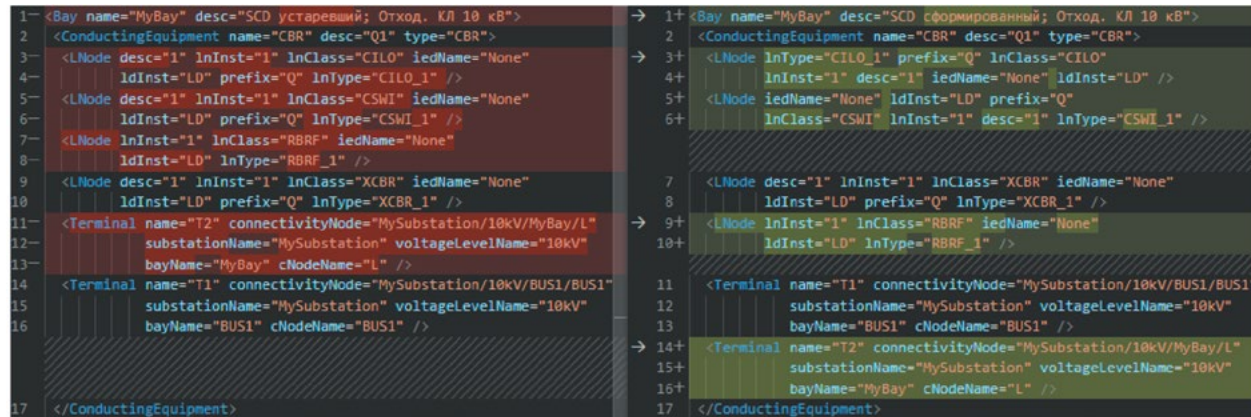 1- <Bay name="MyBay" desc="SCD устаревший; Отход. КЛ 10 кВ">
2 <ConductingEquipment name="CBR" desc="Q1" type="CBR">
3- <LNode desc="1" lnInst="1" lnClass="CILO" iedName="None"
4- ldInst="LD" prefix="Q" lnType="CILO_1" />
5- <LNode desc="1" lnInst="1" lnClass="CSWI" iedName="None"
6- ldInst="LD" prefix="Q" lnType="CSWI_1" />
7- <LNode lnInst="1" lnClass="RBRF" iedName="None"
8- ldInst="LD" lnType="RBRF_1" />
9 <LNode desc="1" lnInst="1" lnClass="XCBR" iedName="None"
10 ldInst="LD" prefix="Q" lnType="XCBR_1" />
11- <Terminal name="T2" connectivityNode="MySubstation/10kV/MyBay/L"
12- substationName="MySubstation" voltageLevelName="10kV"
13- bayName="MyBay" cNodeName="L" />
14 <Terminal name="T1" connectivityNode="MySubstation/10kV/BUS1/BUS1"
15 substationName="MySubstation" voltageLevelName="10kV"
16 bayName="BUS1" cNodeName="BUS1" />
17 </ConductingEquipment>
→ 1+ <Bay name="MyBay" desc="SCD сформированный; Отход. КЛ 10 кВ">
2 <ConductingEquipment name="CBR" desc="Q1" type="CBR">
→ 3+ <LNode lnType="CILO_1" prefix="Q" lnClass="CILO"
4+ lnInst="1" desc="1" iedName="None" ldInst="LD" />
5+ <LNode iedName="None" ldInst="LD" prefix="Q"
6+ lnClass="CSWI" lnInst="1" desc="1" lnType="CSWI_1" />
7 <LNode desc="1" lnInst="1" lnClass="XCBR" iedName="None"
8 ldInst="LD" prefix="Q" lnType="XCBR_1" />
→ 9+ <LNode lnInst="1" lnClass="RBRF" iedName="None"
10+ ldInst="LD" lnType="RBRF_1" />
11 <Terminal name="T1" connectivityNode="MySubstation/10kV/BUS1/BUS1
12 substationName="MySubstation" voltageLevelName="10kV"
13 bayName="BUS1" cNodeName="BUS1" />
→ 14+ <Terminal name="T2" connectivityNode="MySubstation/10kV/MyBay/L"
15+ substationName="MySubstation" voltageLevelName="10kV"
16+ bayName="MyBay" cNodeName="L" />
17 </ConductingEquipment>